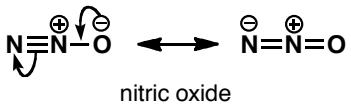 N≡N⊕–O⊖ ⟷ N⊖=N⊕=O
nitric oxide